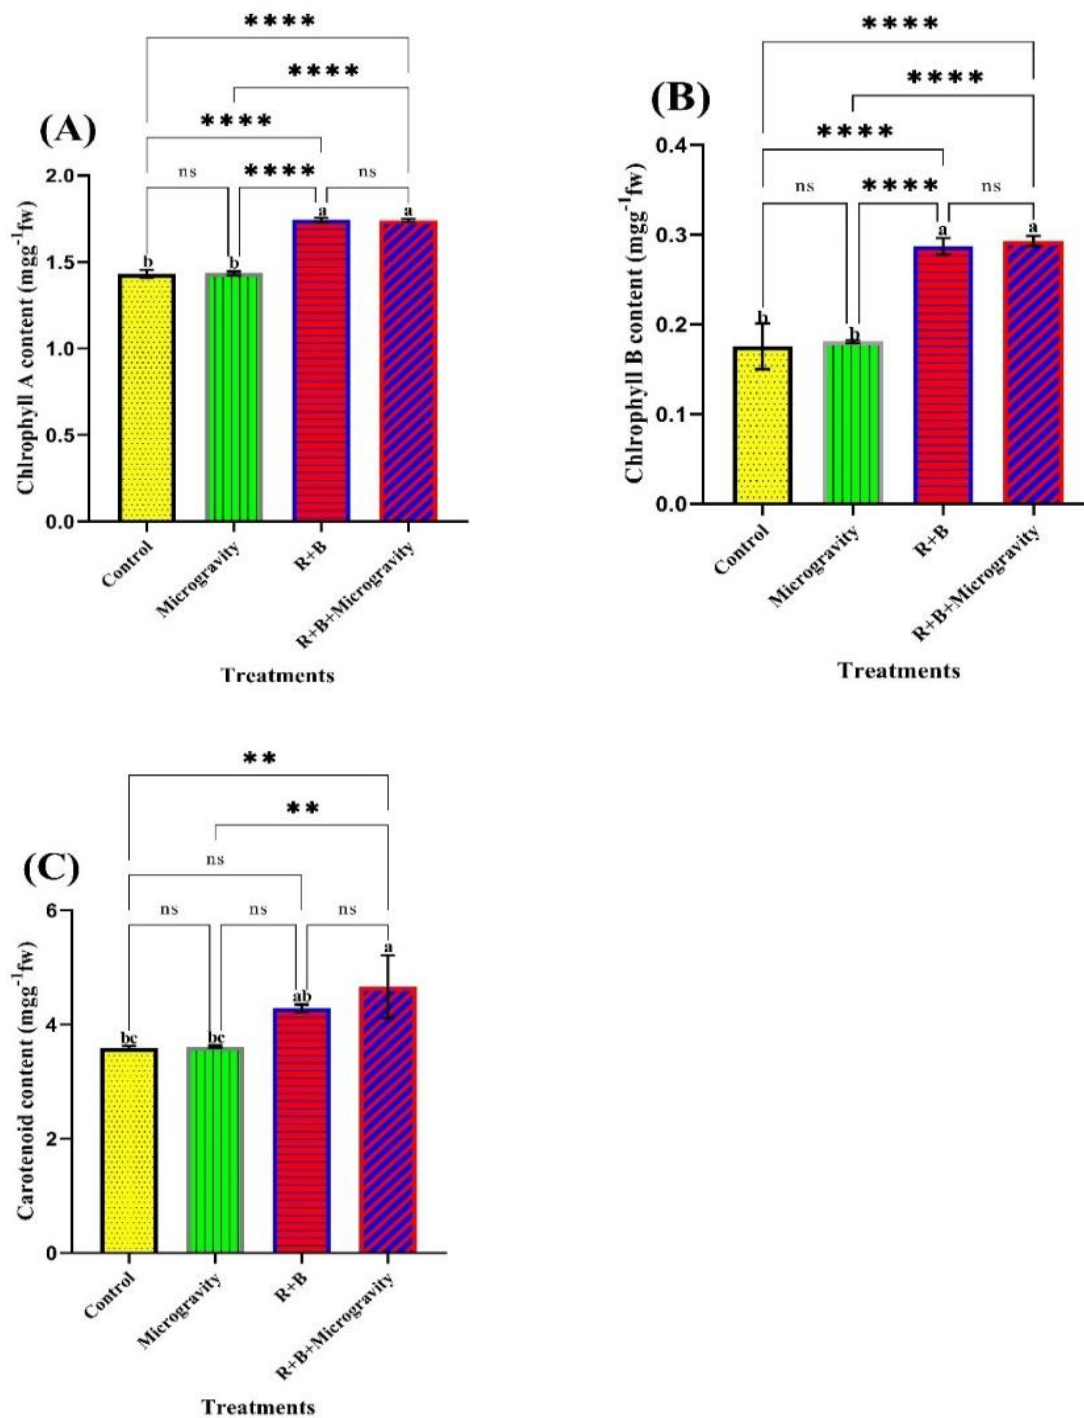 (A)
****
****
****
ns
****
ns
Chlrophyll A content (mgg-1fw)
2.0
1.5
1.0
0.5
0.0
b
b
a
a
Control
Microgravity
R+B
R+B+Microgravity
Treatments
(B)
****
****
****
ns
****
ns
Chlrophyll B content (mgg-1fw)
0.4
0.3
0.2
0.1
0.0
b
b
a
a
Control
Microgravity
R+B
R+B+Microgravity
Treatments
(C)
**
**
ns
ns
ns
ns
Carotenoid content (mgg-1fw)
6
4
2
0
bc
bc
ab
a
Control
Microgravity
R+B
R+B+Microgravity
Treatments